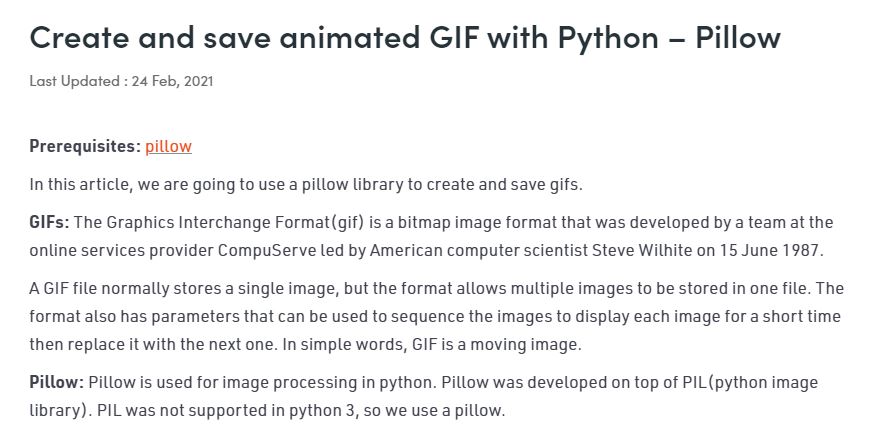 Create and save animated GIF with Python – Pillow
Last Updated : 24 Feb, 2021
Prerequisites: pillow
In this article, we are going to use a pillow library to create and save gifs.
GIFs: The Graphics Interchange Format(gif) is a bitmap image format that was developed by a team at the
online services provider CompuServe led by American computer scientist Steve Wilhite on 15 June 1987.
A GIF file normally stores a single image, but the format allows multiple images to be stored in one file. The
format also has parameters that can be used to sequence the images to display each image for a short time
then replace it with the next one. In simple words, GIF is a moving image.
Pillow: Pillow is used for image processing in python. Pillow was developed on top of PIL(python image
library). PIL was not supported in python 3, so we use a pillow.